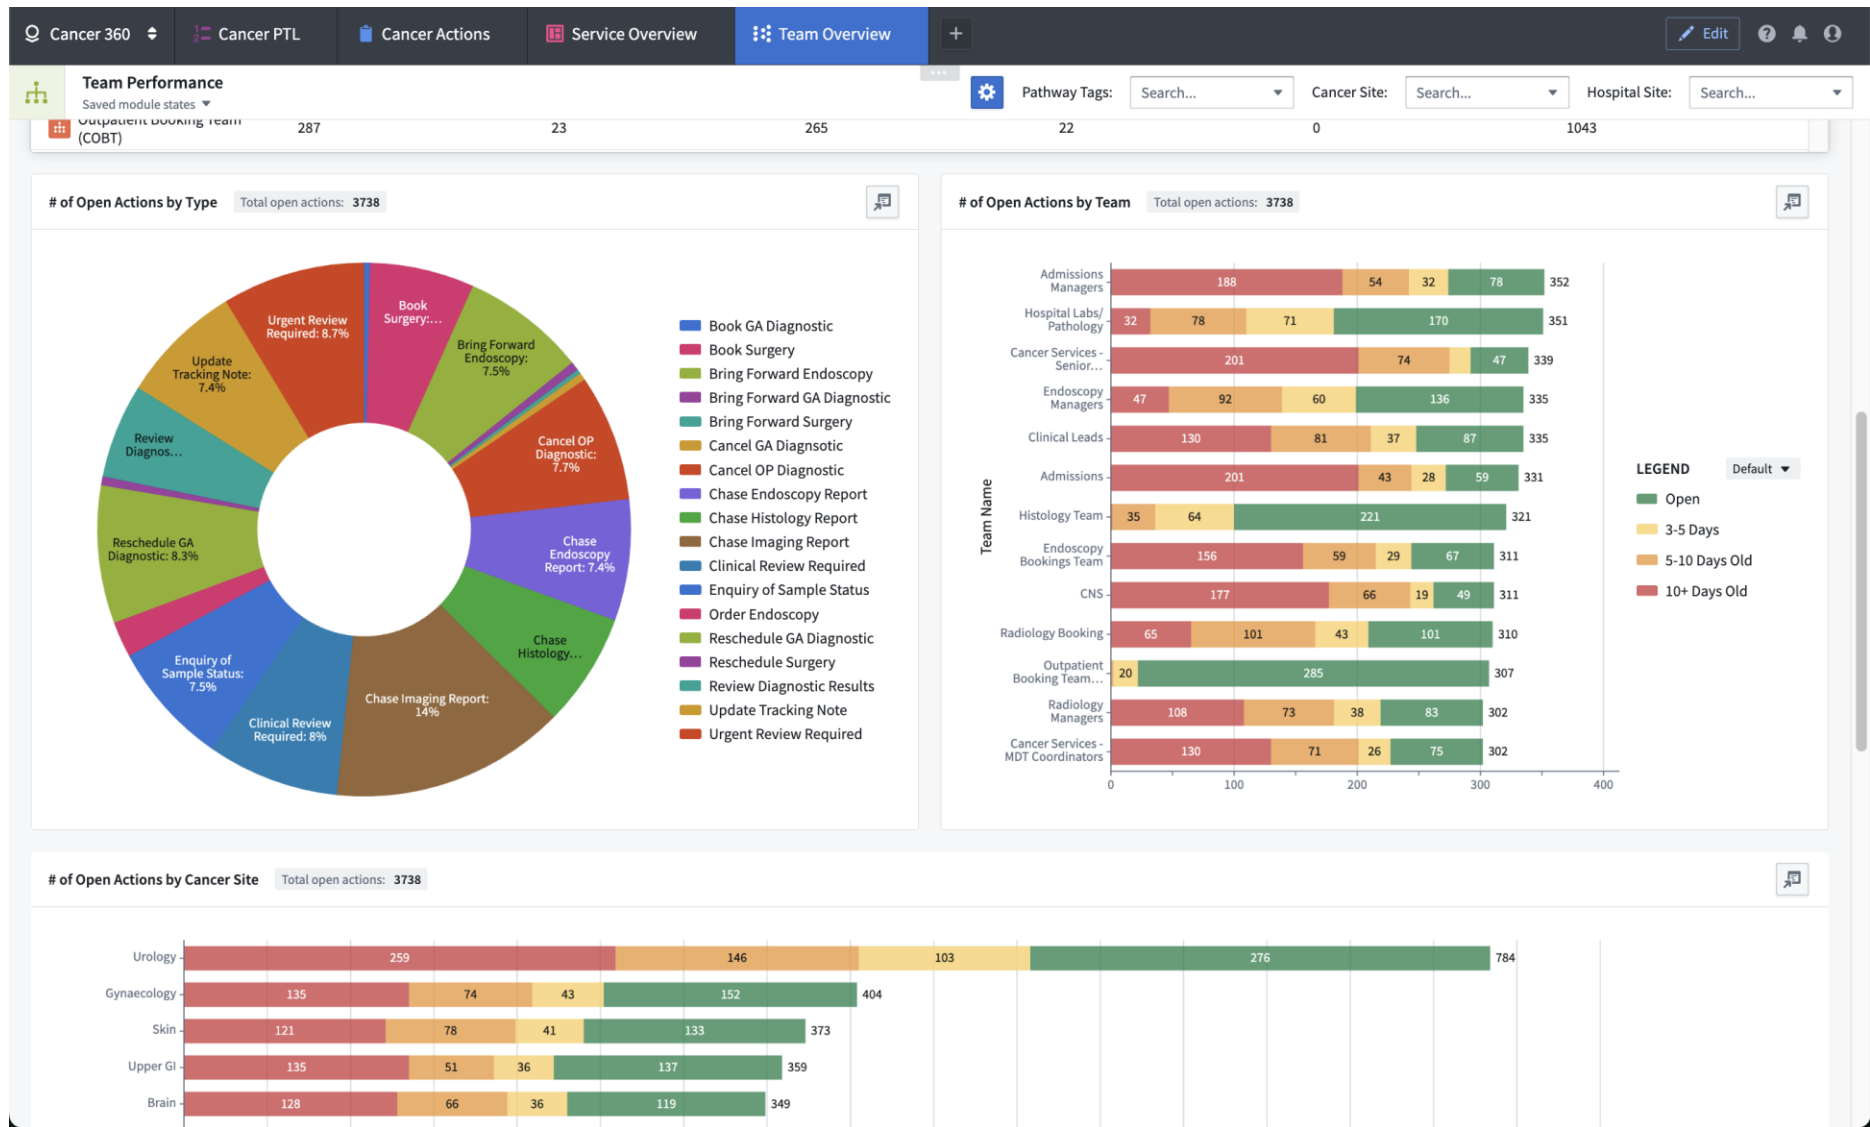 Cancer 360
Cancer PTL
Cancer Actions
Service Overview
Team Overview
+
Edit
Team Performance
Saved module states
Pathway Tags:
Search...
Cancer Site:
Search...
Hospital Site:
Search...
Outpatient Booking Team
(COBT)
287
23
265
22
0
1043
# of Open Actions by Type
Total open actions: 3738
Urgent Review
Required: 8.7%
Book
Surgery:...
Bring Forward
Endoscopy:
7.5%
Update
Tracking Note:
7.4%
Cancel OP
Diagnostic:
7.7%
Review
Diagnos...
Chase
Endoscopy
Report: 7.4%
Reschedule GA
Diagnostic: 8.3%
Chase
Histology...
Enquiry of
Sample Status:
7.5%
Chase Imaging Report:
14%
Clinical Review
Required: 8%
Book GA Diagnostic
Book Surgery
Bring Forward Endoscopy
Bring Forward GA Diagnostic
Bring Forward Surgery
Cancel GA Diagnsotic
Cancel OP Diagnostic
Chase Endoscopy Report
Chase Histology Report
Chase Imaging Report
Clinical Review Required
Enquiry of Sample Status
Order Endoscopy
Reschedule GA Diagnostic
Reschedule Surgery
Review Diagnostic Results
Update Tracking Note
Urgent Review Required
# of Open Actions by Team
Total open actions: 3738
Team Name
Admissions
Managers
188 54 32 78 352
Hospital Labs/
Pathology
32 78 71 170 351
Cancer Services -
Senior...
201 74 47 339
Endoscopy
Managers
47 92 60 136 335
Clinical Leads
130 81 37 87 335
Admissions
201 43 28 59 331
Histology Team
35 64 221 321
Endoscopy
Bookings Team
156 59 29 67 311
CNS
177 66 19 49 311
Radiology Booking
65 101 43 101 310
Outpatient
Booking Team...
20 285 307
Radiology
Managers
108 73 38 83 302
Cancer Services -
MDT Coordinators
130 71 26 75 302
0 100 200 300 400
LEGEND
Default
Open
3-5 Days
5-10 Days Old
10+ Days Old
# of Open Actions by Cancer Site
Total open actions: 3738
Urology 259 146 103 276 784
Gynaecology 135 74 43 152 404
Skin 121 78 41 133 373
Upper GI 135 51 36 137 359
Brain 128 66 36 119 349